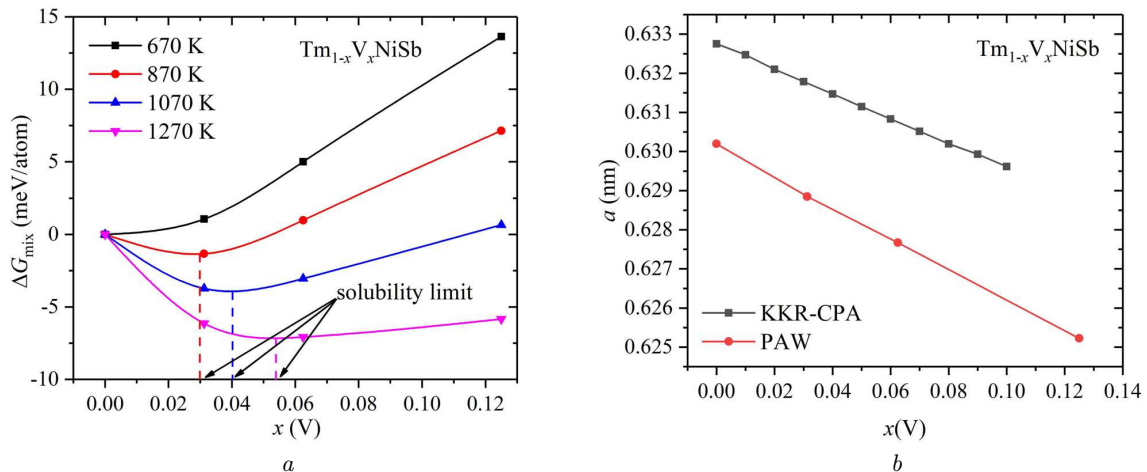 15
10
5
0
-5
-10
ΔG_mix (meV/atom)
670 K
870 K
1070 K
1270 K
Tm₁₋ₓVₓNiSb
solubility limit
0.00 0.02 0.04 0.06 0.08 0.10 0.12
x (V)
a
0.633
0.632
0.631
0.630
0.629
0.628
0.627
0.626
0.625
a (nm)
Tm₁₋ₓVₓNiSb
KKR-CPA
PAW
0.00 0.02 0.04 0.06 0.08 0.10 0.12 0.14
x(V)
b